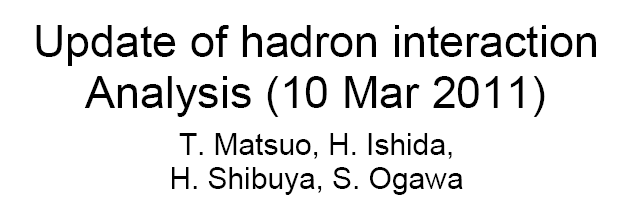 Update of hadron interaction
Analysis (10 Mar 2011)
T. Matsuo, H. Ishida,
H. Shibuya, S. Ogawa